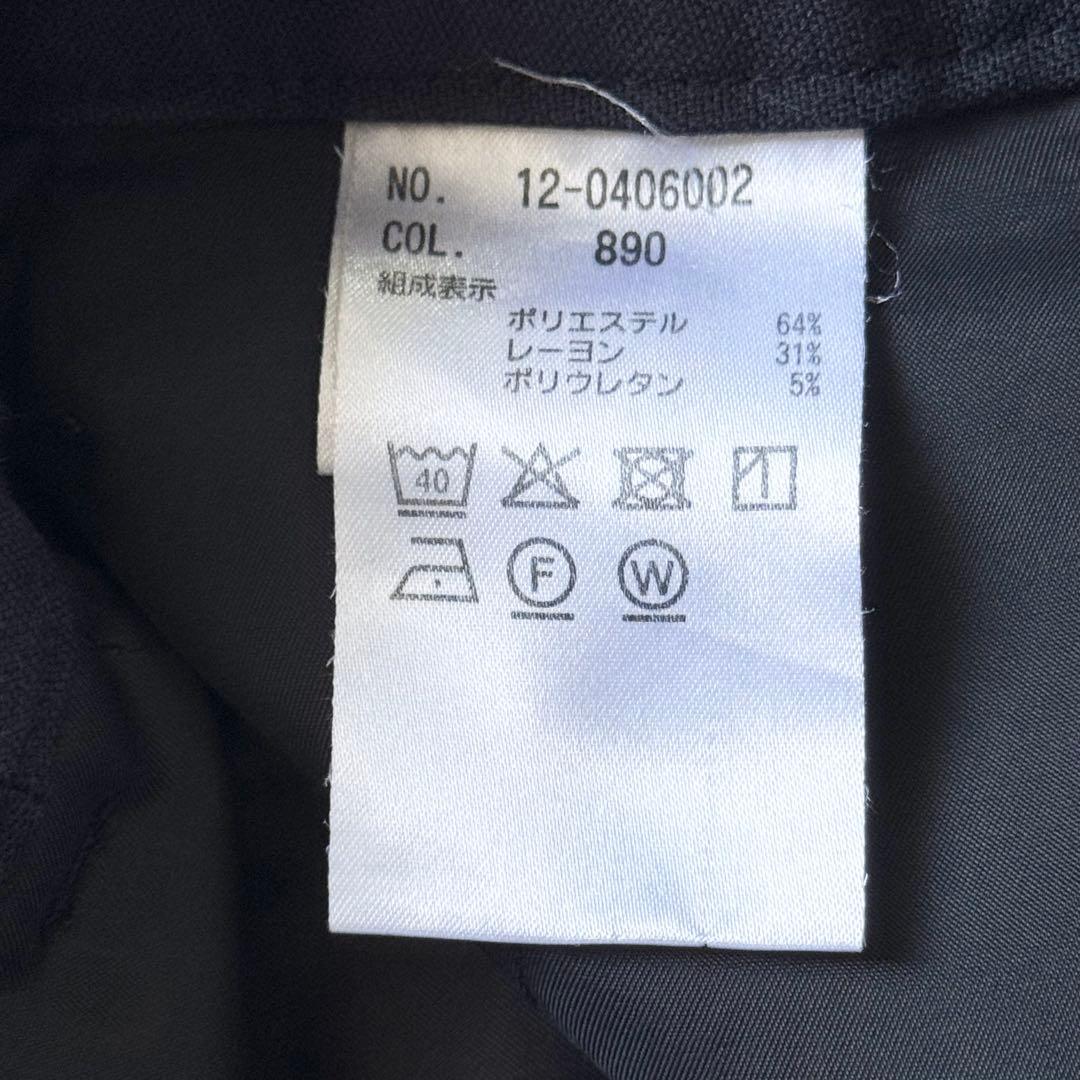 NO. 12-0406002
COL. 890
組成表示
ポリエステル 64%
レーヨン 31%
ポリウレタン 5%
40
F W